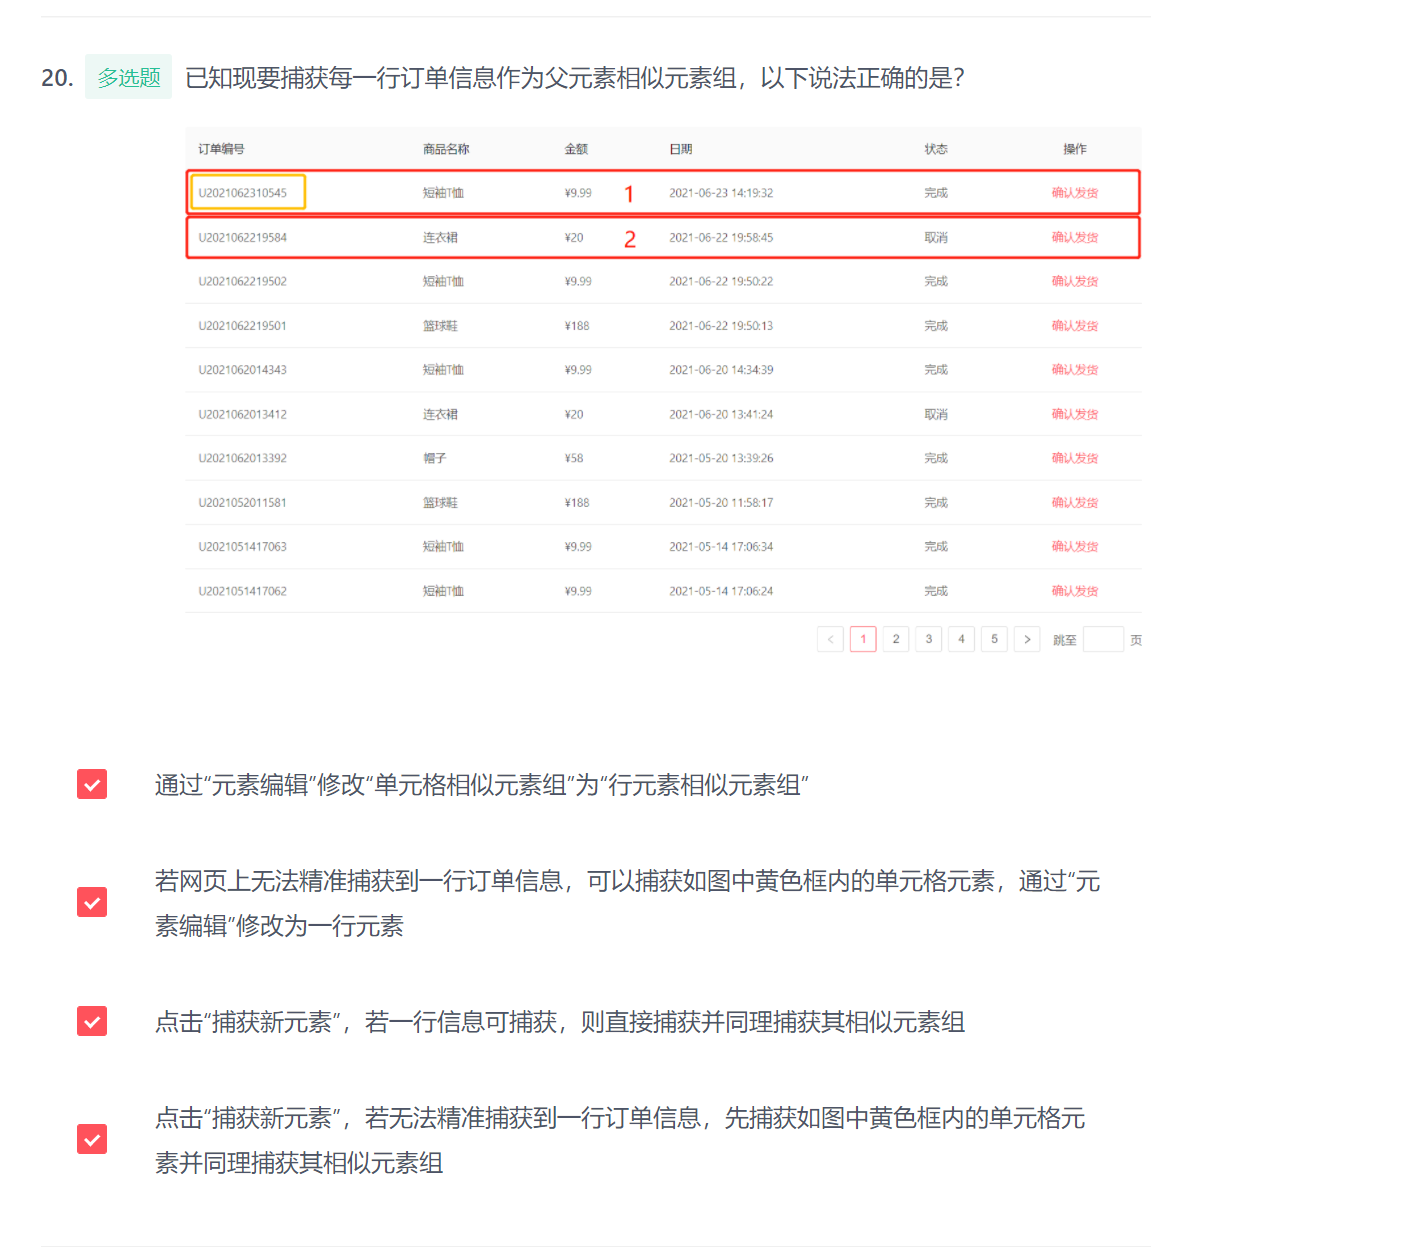 20. 多选题 已知现要捕获每一行订单信息作为父元素相似元素组，以下说法正确的是？
订单编号 商品名称 金额 日期 状态 操作
U2021062310545 短袖T恤 ¥9.99 1 2021-06-23 14:19:32 完成 确认发货
U2021062219584 连衣裙 ¥20 2 2021-06-22 19:58:45 取消 确认发货
U2021062219502 短袖T恤 ¥9.99 2021-06-22 19:50:22 完成 确认发货
U2021062219501 篮球鞋 ¥188 2021-06-22 19:50:13 完成 确认发货
U2021062014343 短袖T恤 ¥9.99 2021-06-20 14:34:39 完成 确认发货
U2021062013412 连衣裙 ¥20 2021-06-20 13:41:24 取消 确认发货
U2021062013392 帽子 ¥58 2021-05-20 13:39:26 完成 确认发货
U2021052011581 篮球鞋 ¥188 2021-05-20 11:58:17 完成 确认发货
U2021051417063 短袖T恤 ¥9.99 2021-05-14 17:06:34 完成 确认发货
U2021051417062 短袖T恤 ¥9.99 2021-05-14 17:06:24 完成 确认发货
< 1 2 3 4 5 > 跳至 页
通过“元素编辑”修改“单元格相似元素组”为“行元素相似元素组”
若网页上无法精准捕获到一行订单信息，可以捕获如图中黄色框内的单元格元素，通过“元
素编辑”修改为一行元素
点击“捕获新元素”，若一行信息可捕获，则直接捕获并同理捕获其相似元素组
点击“捕获新元素”，若无法精准捕获到一行订单信息，先捕获如图中黄色框内的单元格元
素并同理捕获其相似元素组